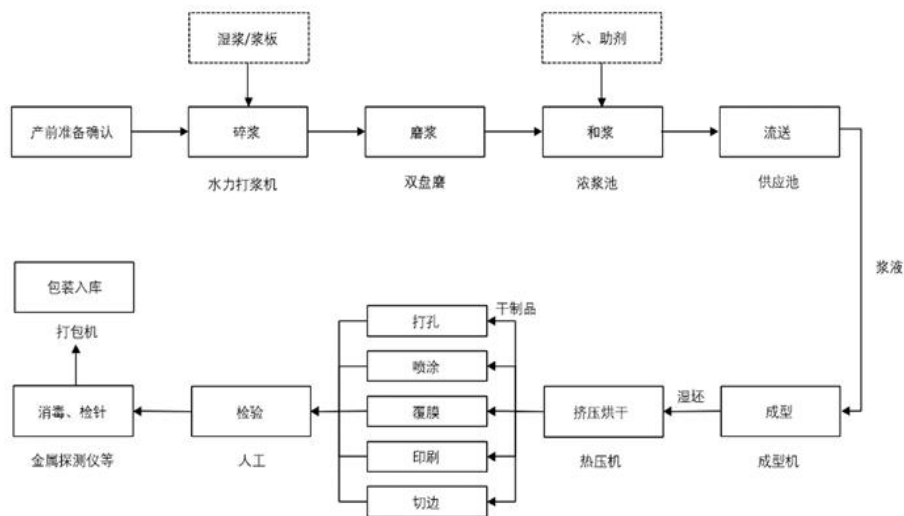 湿浆/浆板
水、助剂
产前准备确认
碎浆
磨浆
和浆
流送
水力打浆机
双盘磨
浓浆池
供应池
浆液
包装入库
打包机
干制品
打孔
喷涂
覆膜
印刷
切边
湿坯
消毒、检针
检验
挤压烘干
成型
金属探测仪等
人工
热压机
成型机